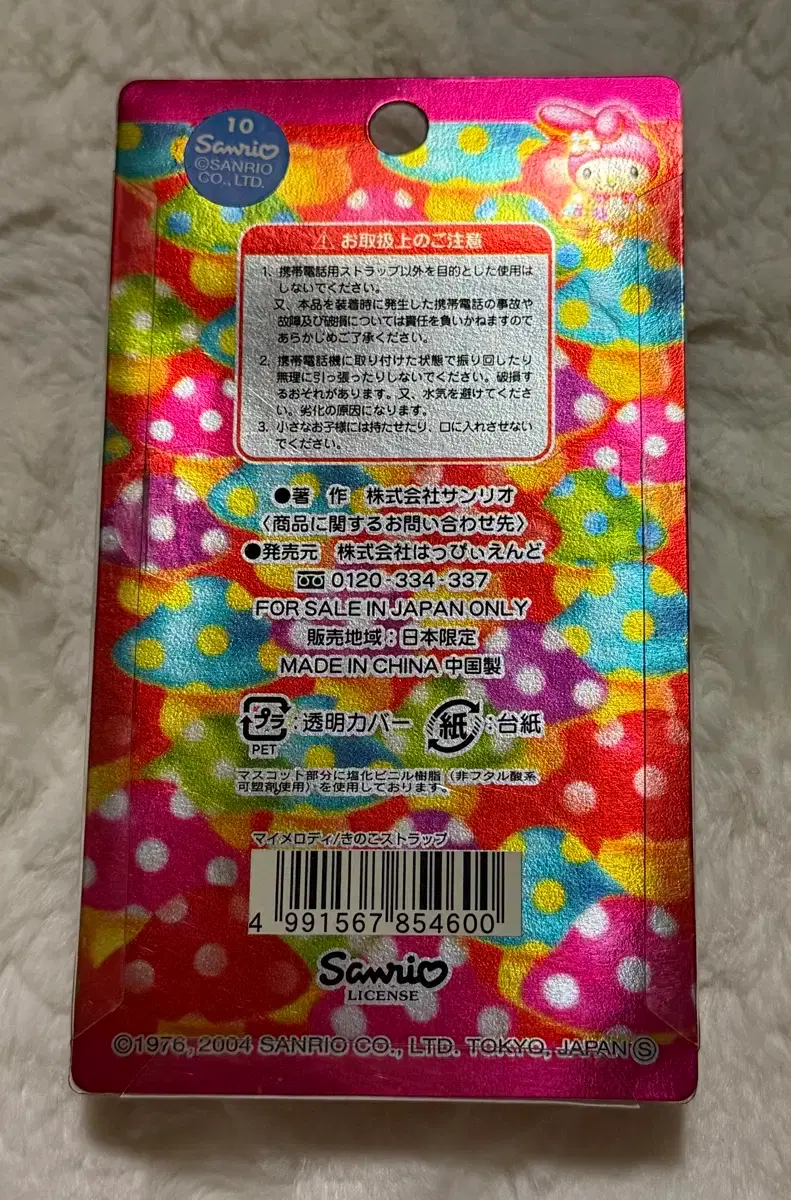 10
Sanrio
©SANRIO
CO., LTD.
⚠ お取扱上のご注意
1、携帯電話用ストラップ以外を目的とした使用は
しないでください。
又、本品を装着時に発生した携帯電話の事故や
故障及び破損については責任を負いかねますので
あらかじめご了承ください。
2、携帯電話機に取り付けた状態で振り回したり
無理に引っ張ったりしないでください。破損す
るおそれがあります。又、水気を避けてくださ
い。劣化の原因になります。
3、小さなお子様には持たせたり、口に入れさせない
でください。
●著 作 株式会社サンリオ
〈商品に関するお問い合わせ先〉
●発売元 株式会社はっぴぃえんど
0120-334-337
FOR SALE IN JAPAN ONLY
販売地域：日本限定
MADE IN CHINA 中国製
プラ：透明カバー 紙：台紙
PET
マスコット部分に塩化ビニル樹脂（非フタル酸系
可塑剤使用）を使用しております。
マイメロディ/きのこストラップ
4 991567 854600
Sanrio
LICENSE
©1976, 2004 SANRIO CO., LTD. TOKYO, JAPAN Ⓢ